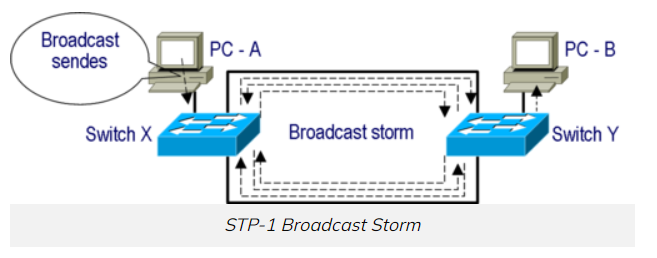 Broadcast
sendes
PC - A
PC - B
Switch X
Broadcast storm
Switch Y
STP-1 Broadcast Storm